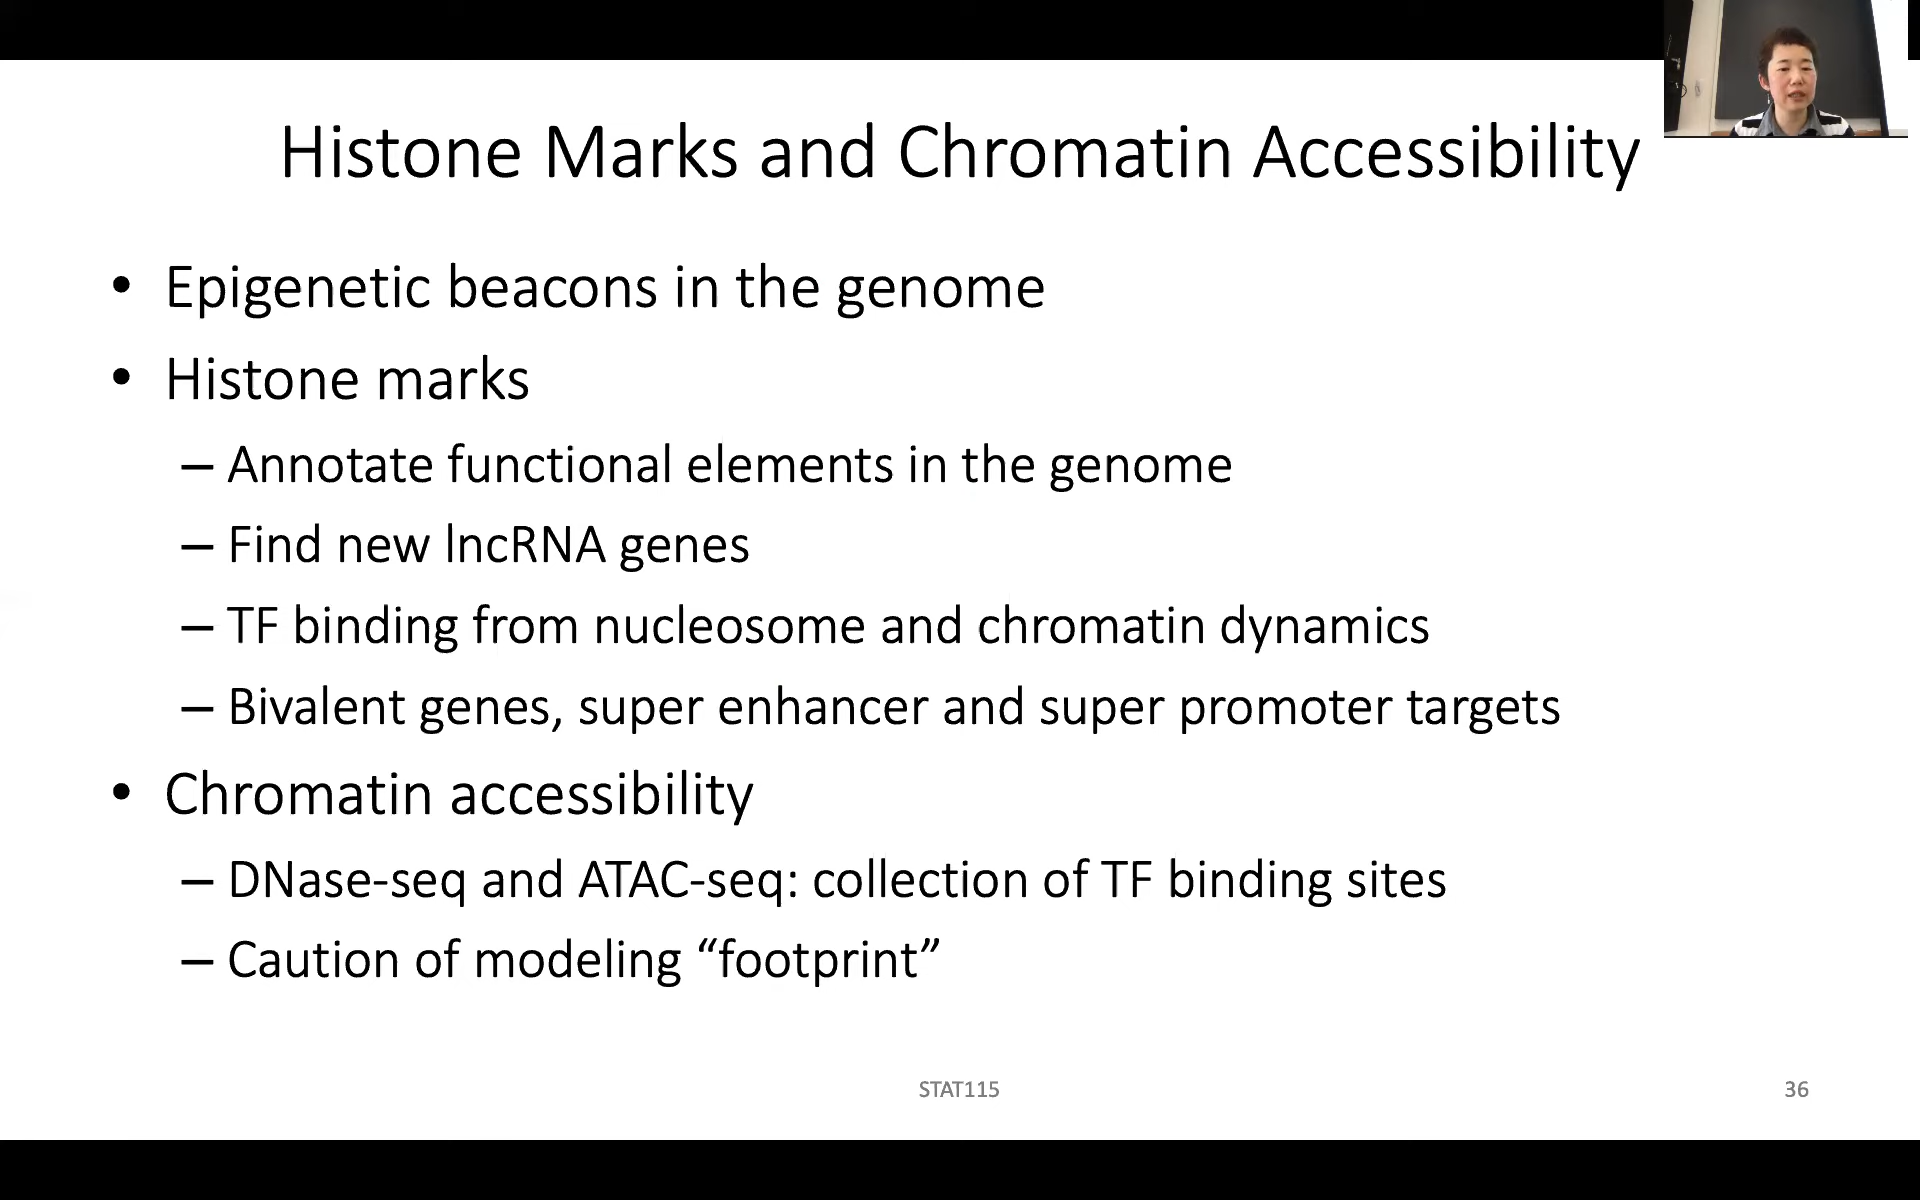 Histone Marks and Chromatin Accessibility
• Epigenetic beacons in the genome
• Histone marks
– Annotate functional elements in the genome
– Find new lncRNA genes
– TF binding from nucleosome and chromatin dynamics
– Bivalent genes, super enhancer and super promoter targets
• Chromatin accessibility
– DNase-seq and ATAC-seq: collection of TF binding sites
– Caution of modeling “footprint”
STAT115
36